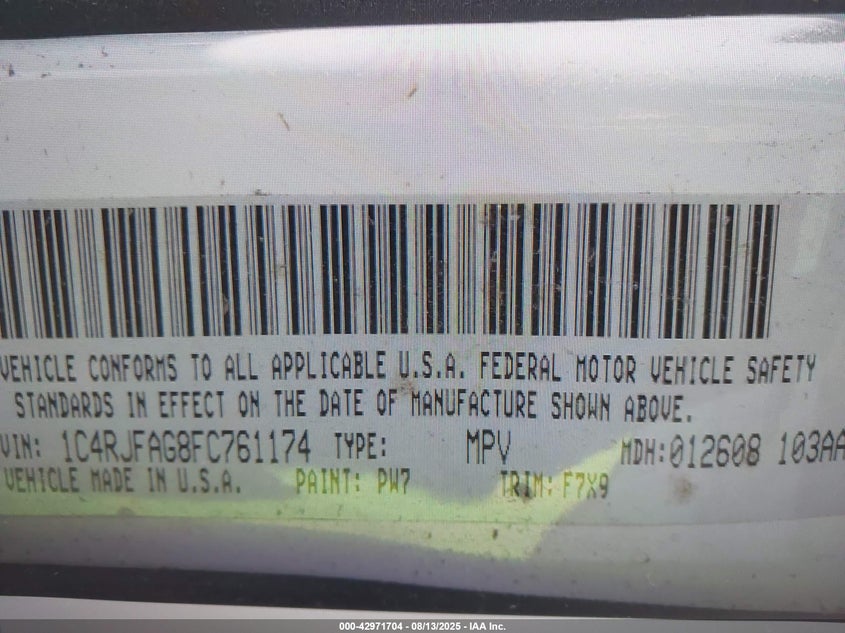 VEHICLE CONFORMS TO ALL APPLICABLE U.S.A. FEDERAL MOTOR VEHICLE SAFETY
STANDARDS IN EFFECT ON THE DATE OF MANUFACTURE SHOWN ABOVE.
VIN: 1C4RJFAG8FC761174 TYPE: MPV MDH:012608 103AA
VEHICLE MADE IN U.S.A. PAINT: PW7 TRIM: F7X9
000-42971704 - 08/13/2025 - IAA Inc.